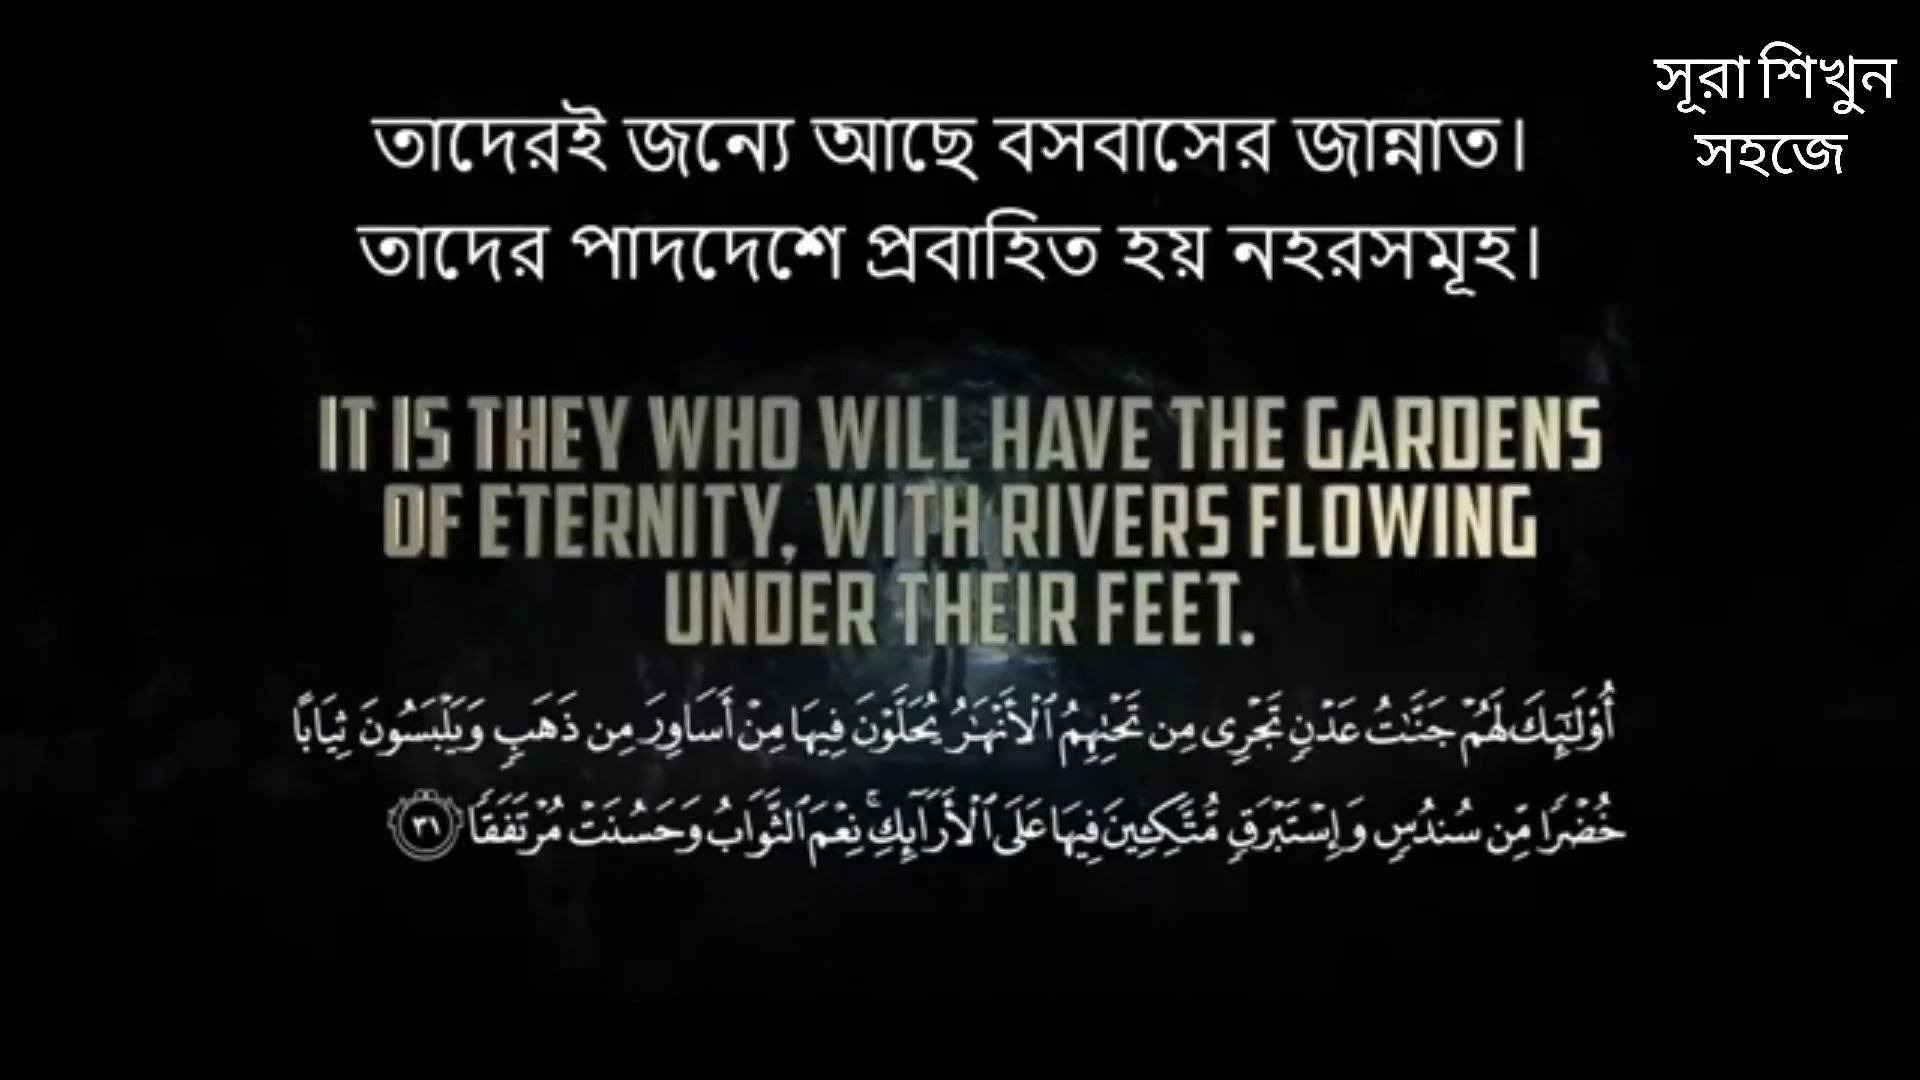 সূরা শিখুন
সহজে
তাদেরই জন্যে আছে বসবাসের জান্নাত।
তাদের পাদদেশে প্রবাহিত হয় নহরসমূহ।
IT IS THEY WHO WILL HAVE THE GARDENS
OF ETERNITY, WITH RIVERS FLOWING
UNDER THEIR FEET.
أُوْلَـٰٓئِكَ لَهُمْ جَنَّـٰتُ عَدْنٍ تَجْرِى مِن تَحْتِهِمُ ٱلْأَنْهَـٰرُ يُحَلَّوْنَ فِيهَا مِنْ أَسَاوِرَ مِن ذَهَبٍ وَيَلْبَسُونَ ثِيَابًا
خُضْرًا مِّن سُندُسٍ وَإِسْتَبْرَقٍ مُّتَّكِـِٔينَ فِيهَا عَلَى ٱلْأَرَآئِكِ ۚ نِعْمَ ٱلثَّوَابُ وَحَسُنَتْ مُرْتَفَقًا ٣١